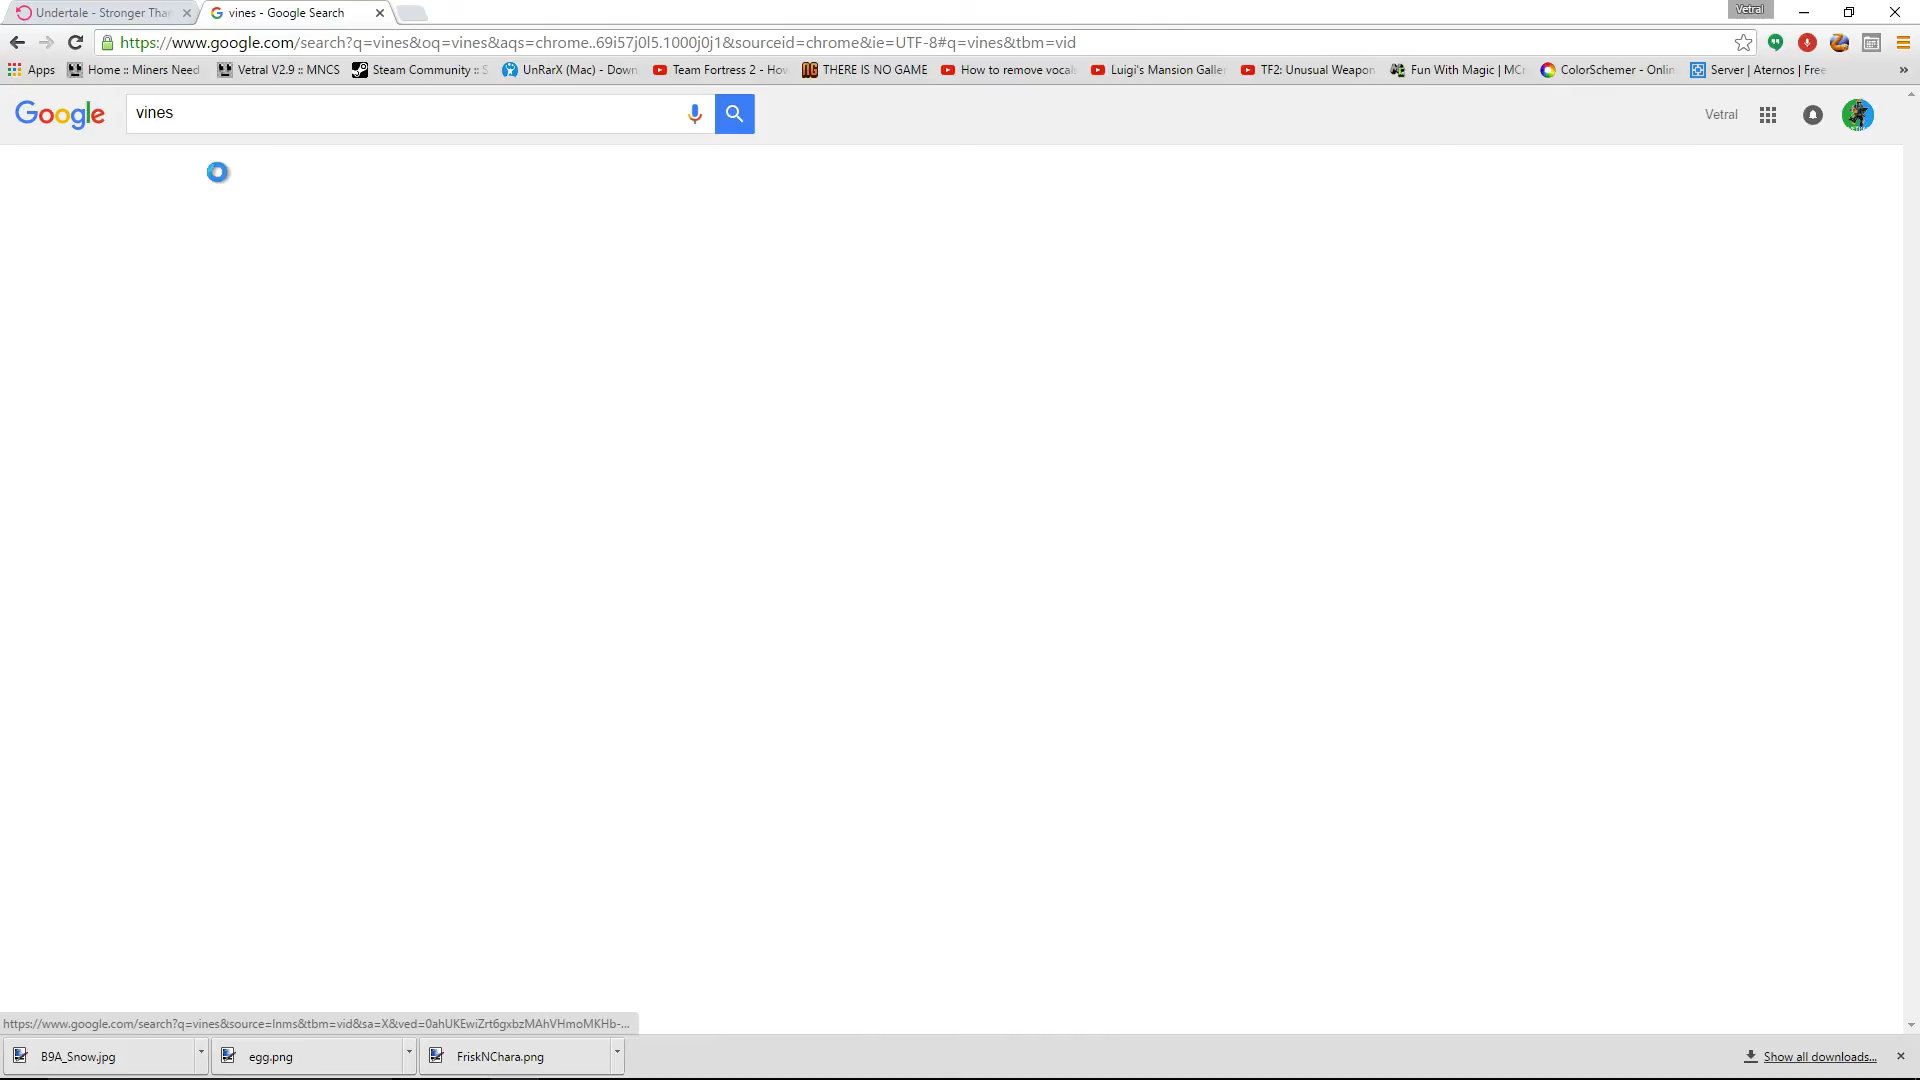 Undertale - Stronger Tha
vines - Google Search
Vetral
https://www.google.com/search?q=vines&oq=vines&aqs=chrome..69i57j0l5.1000j0j1&sourceid=chrome&ie=UTF-8#q=vines&tbm=vid
Apps
Home :: Miners Need
Vetral V2.9 :: MNCS
Steam Community :: S
UnRarX (Mac) - Down
Team Fortress 2 - How
THERE IS NO GAME
How to remove vocals
Luigi's Mansion Galler
TF2: Unusual Weapon
Fun With Magic | MC
ColorSchemer - Onlin
Server | Aternos | Free
»
Google
vines
Vetral
https://www.google.com/search?q=vines&source=lnms&tbm=vid&sa=X&ved=0ahUKEwiZrt6gxbzMAhVHmoMKHb-...
B9A_Snow.jpg
egg.png
FriskNChara.png
Show all downloads...